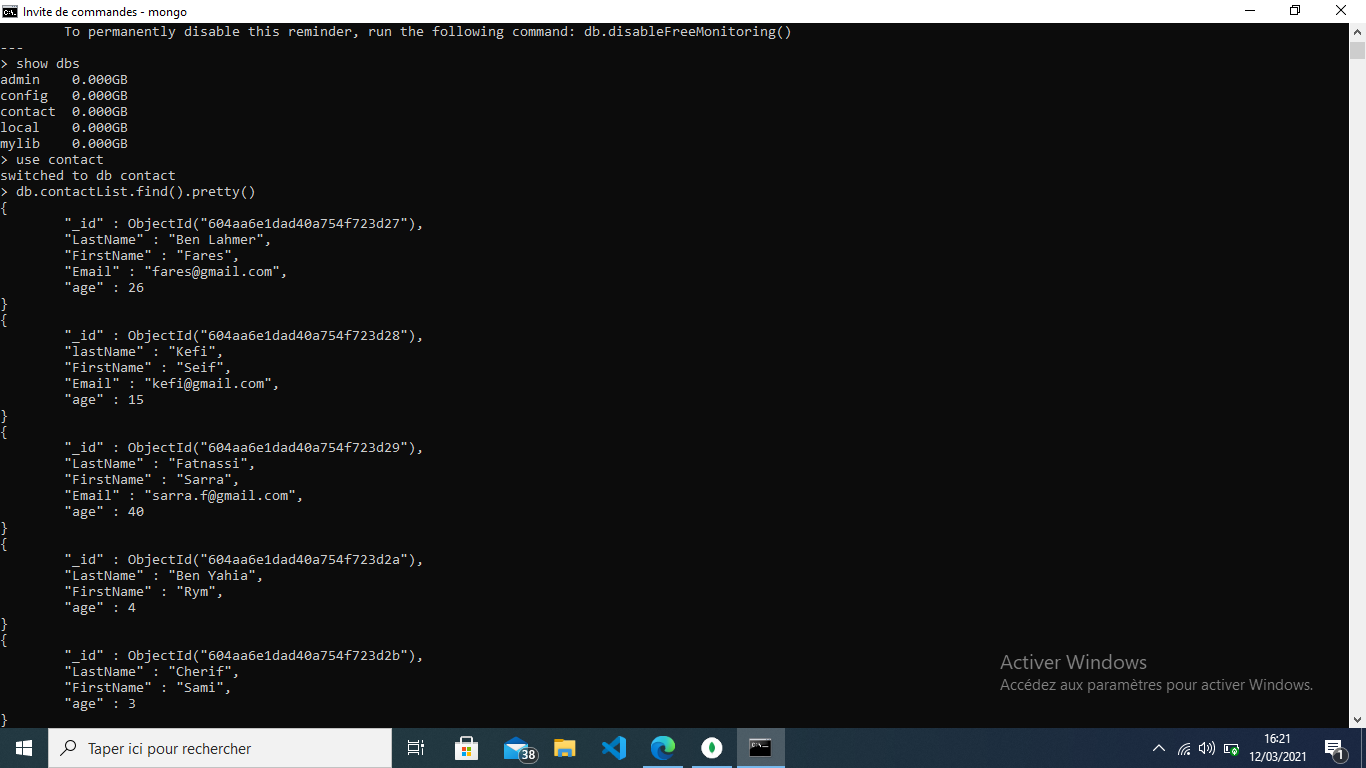 Invite de commandes - mongo
To permanently disable this reminder, run the following command: db.disableFreeMonitoring()
---
> show dbs
admin    0.000GB
config   0.000GB
contact  0.000GB
local    0.000GB
mylib    0.000GB
> use contact
switched to db contact
> db.contactList.find().pretty()
{
"_id" : ObjectId("604aa6e1dad40a754f723d27"),
"LastName" : "Ben Lahmer",
"FirstName" : "Fares",
"Email" : "fares@gmail.com",
"age" : 26
}
{
"_id" : ObjectId("604aa6e1dad40a754f723d28"),
"lastName" : "Kefi",
"FirstName" : "Seif",
"Email" : "kefi@gmail.com",
"age" : 15
}
{
"_id" : ObjectId("604aa6e1dad40a754f723d29"),
"LastName" : "Fatnassi",
"FirstName" : "Sarra",
"Email" : "sarra.f@gmail.com",
"age" : 40
}
{
"_id" : ObjectId("604aa6e1dad40a754f723d2a"),
"LastName" : "Ben Yahia",
"FirstName" : "Rym",
"age" : 4
}
{
"_id" : ObjectId("604aa6e1dad40a754f723d2b"),
"LastName" : "Cherif",
"FirstName" : "Sami",
"age" : 3
}
Activer Windows
Accédez aux paramètres pour activer Windows.
Taper ici pour rechercher
38
16:21
12/03/2021
1